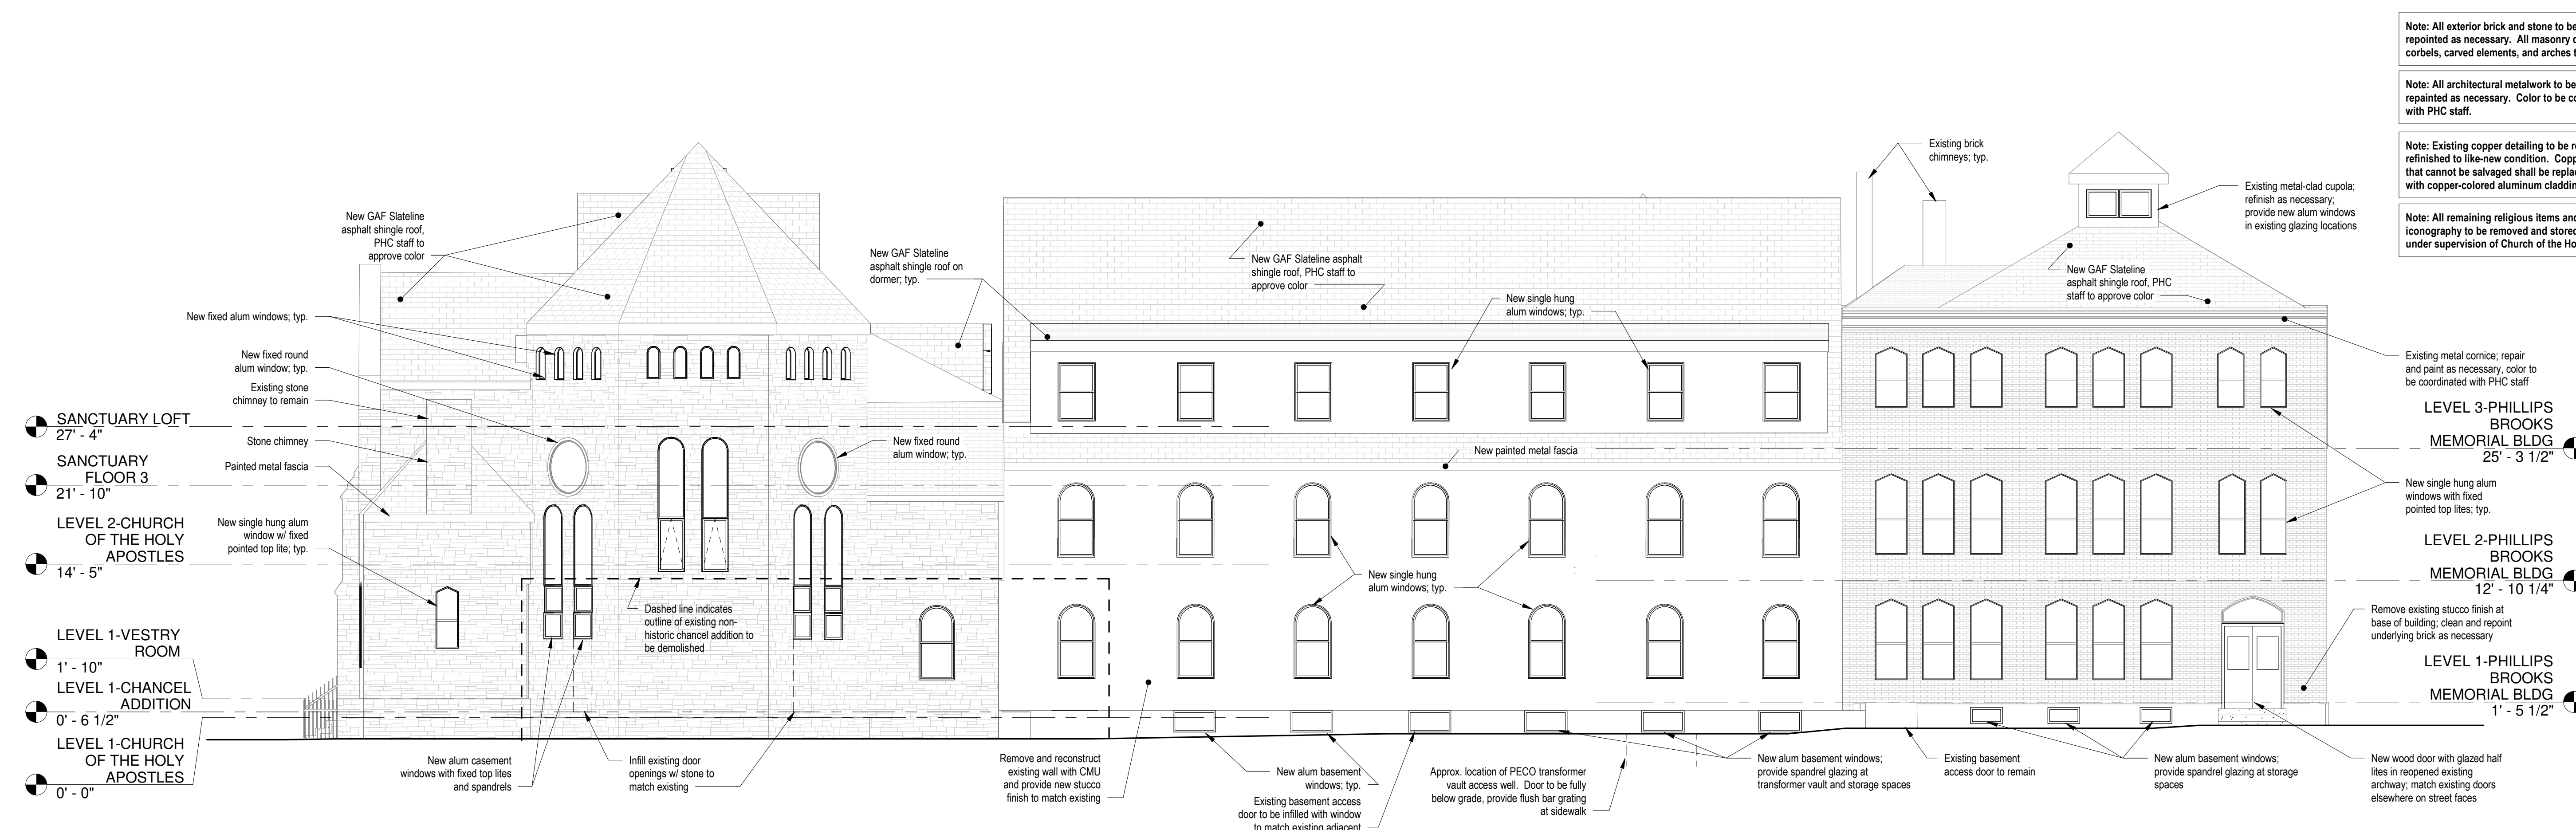 Note: All exterior brick and stone to be
repointed as necessary. All masonry
corbels, carved elements, and arches
Note: All architectural metalwork to be
repainted as necessary. Color to be
with PHC staff.
Note: Existing copper detailing to be
refinished to like-new condition.
that cannot be salvaged shall be
with copper-colored aluminum
Note: All remaining religious items
iconography to be removed and
under supervision of Church of the
Existing brick
chimneys; typ.
Existing metal-clad cupola;
refinish as necessary;
provide new alum windows
in existing glazing locations
New GAF Slateline
asphalt shingle roof,
PHC staff to
approve color
New GAF Slateline
asphalt shingle roof on
dormer; typ.
New GAF Slateline asphalt
shingle roof, PHC staff to
approve color
New GAF Slateline
asphalt shingle roof, PHC
staff to approve color
New single hung
alum windows; typ.
New fixed alum windows; typ.
New fixed round
alum window; typ.
Existing stone
chimney to remain
Existing metal cornice; repair
and paint as necessary, color to
be coordinated with PHC staff
SANCTUARY LOFT
27' - 4"
Stone chimney
New fixed round
alum window; typ.
New painted metal fascia
LEVEL 3-PHILLIPS
BROOKS
MEMORIAL BLDG
25' - 3 1/2"
SANCTUARY
FLOOR 3
21' - 10"
Painted metal fascia
New single hung alum
windows with fixed
pointed top lites; typ.
LEVEL 2-CHURCH
OF THE HOLY
APOSTLES
14' - 5"
New single hung alum
window w/ fixed
pointed top lite; typ.
LEVEL 2-PHILLIPS
BROOKS
MEMORIAL BLDG
12' - 10 1/4"
New single hung
alum windows; typ.
Dashed line indicates
outline of existing non-
historic chancel addition to
be demolished
Remove existing stucco finish at
base of building; clean and repoint
underlying brick as necessary
LEVEL 1-VESTRY
ROOM
1' - 10"
LEVEL 1-PHILLIPS
BROOKS
MEMORIAL BLDG
1' - 5 1/2"
LEVEL 1-CHANCEL
ADDITION
0' - 6 1/2"
LEVEL 1-CHURCH
OF THE HOLY
APOSTLES
0' - 0"
New alum casement
windows with fixed top lites
and spandrels
Infill existing door
openings w/ stone to
match existing
Remove and reconstruct
existing wall with CMU
and provide new stucco
finish to match existing
New alum basement
windows; typ.
Existing basement access
door to be infilled with window
to match existing adjacent
Approx. location of PECO transformer
vault access well. Door to be fully
below grade, provide flush bar grating
at sidewalk
New alum basement windows;
provide spandrel glazing at
transformer vault and storage spaces
Existing basement
access door to remain
New alum basement windows;
provide spandrel glazing at storage
spaces
New wood door with glazed half
lites in reopened existing
archway; match existing doors
elsewhere on street faces